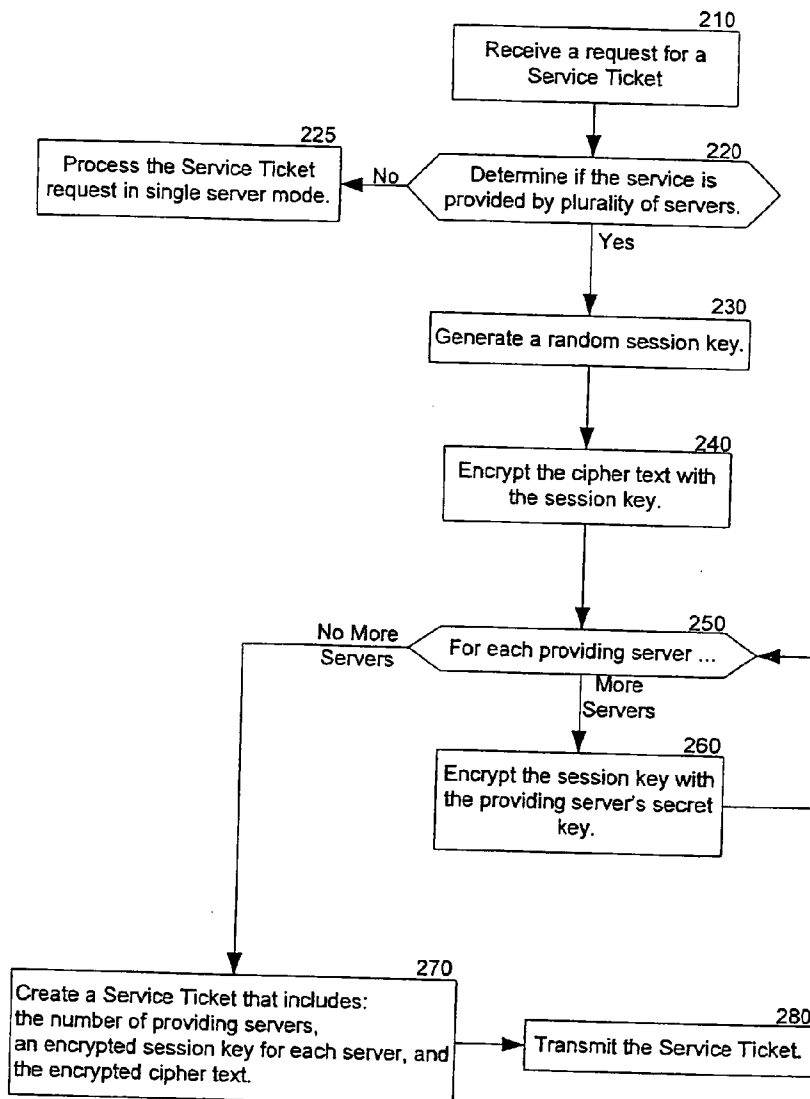 210
Receive a request for a
Service Ticket
225
Process the Service Ticket
request in single server mode.
No
220
Determine if the service is
provided by plurality of servers.
Yes
230
Generate a random session key.
240
Encrypt the cipher text with
the session key.
250
For each providing server ...
No More
Servers
More
Servers
260
Encrypt the session key with
the providing server's secret
key.
270
Create a Service Ticket that includes:
the number of providing servers,
an encrypted session key for each server, and
the encrypted cipher text.
280
Transmit the Service Ticket.